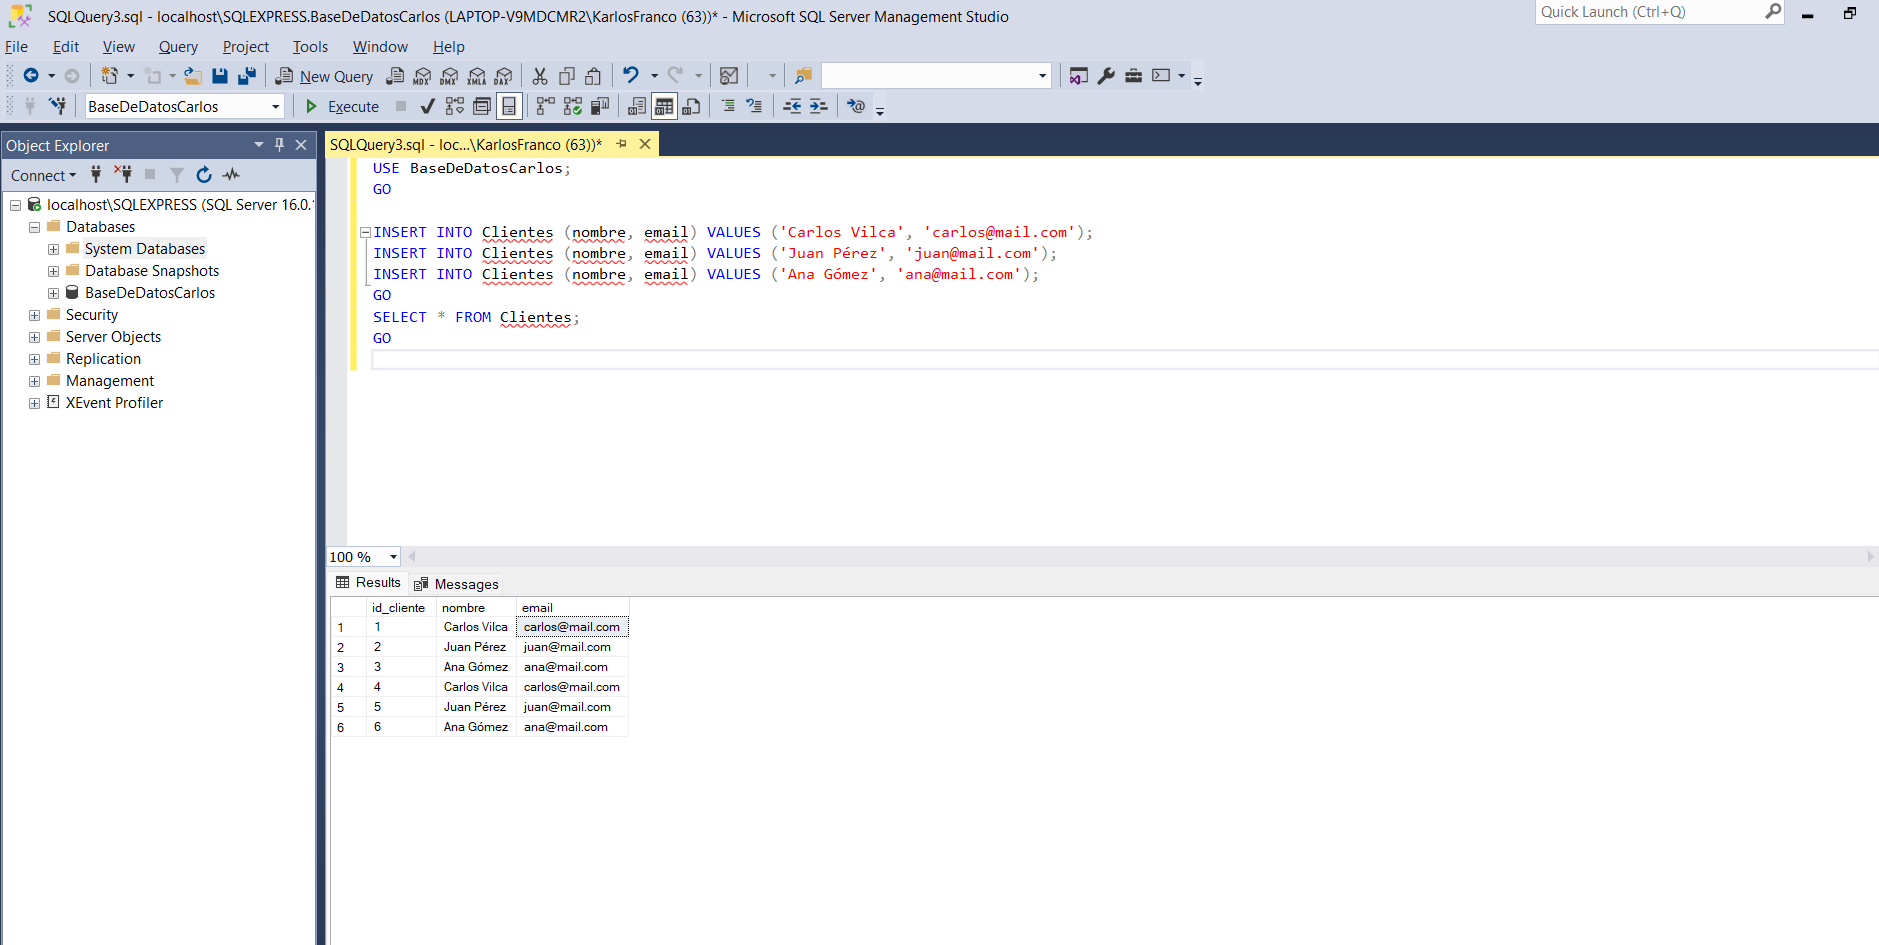 SQLQuery3.sql - localhost\SQLEXPRESS.BaseDeDatosCarlos (LAPTOP-V9MDCMR2\KarlosFranco (63))* - Microsoft SQL Server Management Studio
Quick Launch (Ctrl+Q)
File Edit View Query Project Tools Window Help
New Query MDX DMX XMLA DAX
BaseDeDatosCarlos Execute
Object Explorer
SQLQuery3.sql - loc...\KarlosFranco (63))*
Connect
localhost\SQLEXPRESS (SQL Server 16.0.1
Databases
System Databases
Database Snapshots
BaseDeDatosCarlos
Security
Server Objects
Replication
Management
XEvent Profiler
USE BaseDeDatosCarlos;
GO
INSERT INTO Clientes (nombre, email) VALUES ('Carlos Vilca', 'carlos@mail.com');
INSERT INTO Clientes (nombre, email) VALUES ('Juan Pérez', 'juan@mail.com');
INSERT INTO Clientes (nombre, email) VALUES ('Ana Gómez', 'ana@mail.com');
GO
SELECT * FROM Clientes;
GO
100 %
Results Messages
id_cliente nombre email
1 1 Carlos Vilca carlos@mail.com
2 2 Juan Pérez juan@mail.com
3 3 Ana Gómez ana@mail.com
4 4 Carlos Vilca carlos@mail.com
5 5 Juan Pérez juan@mail.com
6 6 Ana Gómez ana@mail.com